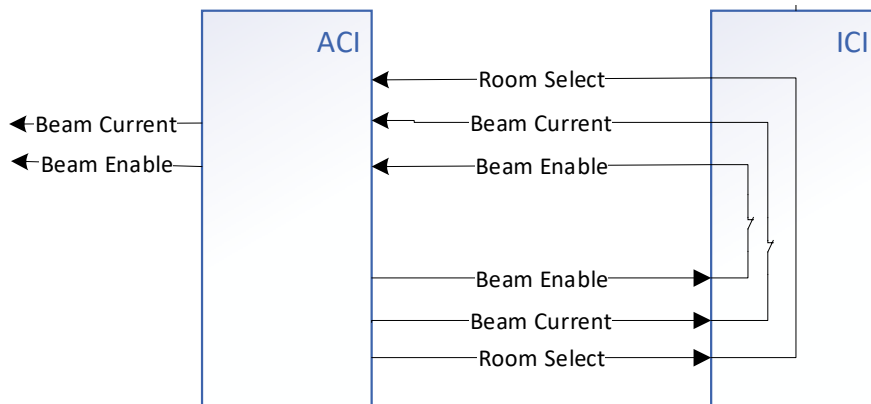 ACI
ICI
Room Select
Beam Current
Beam Current
Beam Enable
Beam Enable
Beam Enable
Beam Current
Room Select